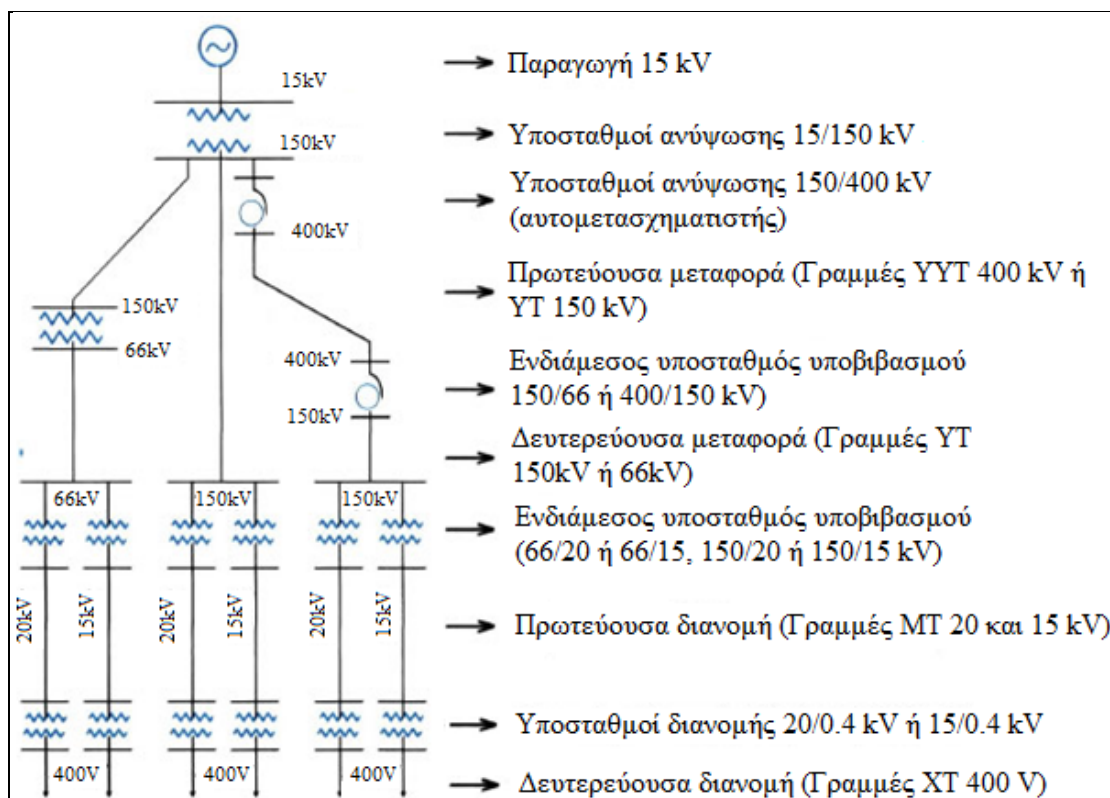 15kV
Παραγωγή 15 kV
150kV
Υποσταθμοί ανύψωσης 15/150 kV
Υποσταθμοί ανύψωσης 150/400 kV
(αυτομετασχηματιστής)
400kV
Πρωτεύουσα μεταφορά (Γραμμές ΥΥΤ 400 kV ή
ΥΤ 150 kV)
150kV
66kV
400kV
Ενδιάμεσος υποσταθμός υποβιβασμού
150/66 ή 400/150 kV)
150kV
Δευτερεύουσα μεταφορά (Γραμμές ΥΤ
150kV ή 66kV)
66kV
150kV
150kV
Ενδιάμεσος υποσταθμός υποβιβασμού
(66/20 ή 66/15, 150/20 ή 150/15 kV)
20kV
15kV
20kV
15kV
20kV
15kV
Πρωτεύουσα διανομή (Γραμμές ΜΤ 20 και 15 kV)
Υποσταθμοί διανομής 20/0.4 kV ή 15/0.4 kV
400V
400V
400V
Δευτερεύουσα διανομή (Γραμμές ΧΤ 400 V)